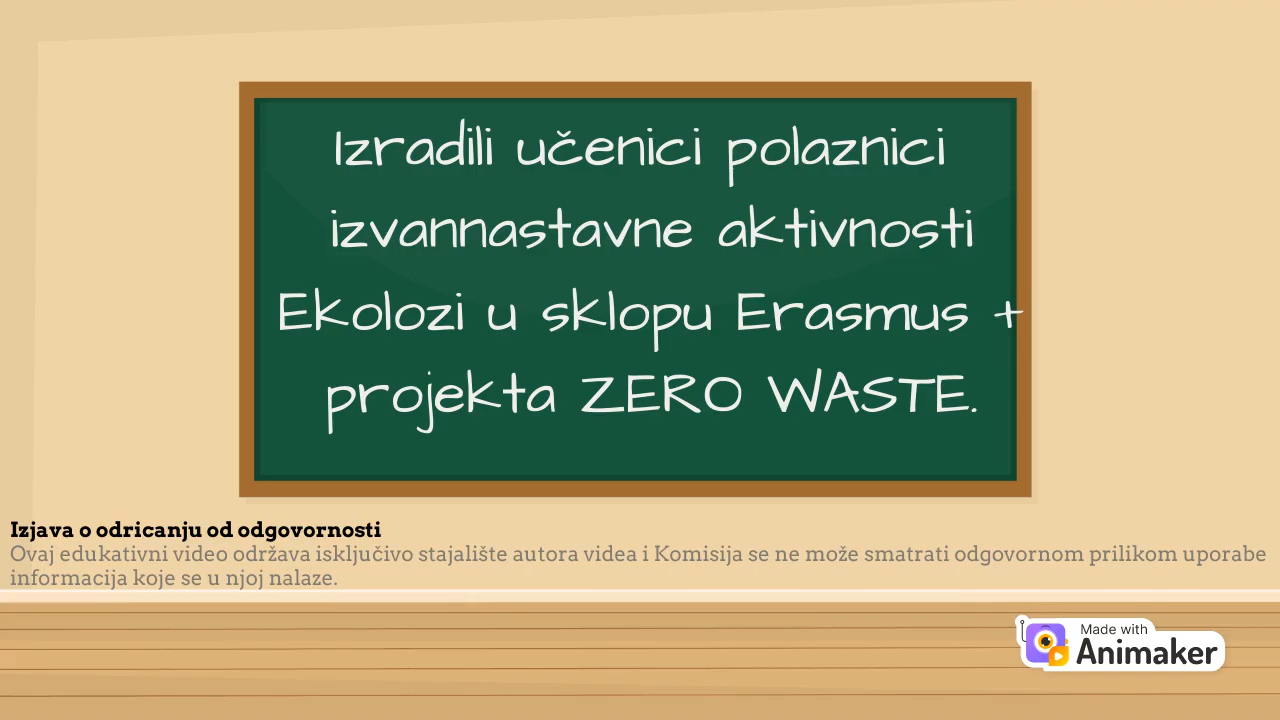 Izradili učenici polaznici
izvannastavne aktivnosti
Ekolozi u sklopu Erasmus +
projekta ZERO WASTE.
Izjava o odricanju od odgovornosti
Ovaj edukativni video održava isključivo stajalište autora videa i Komisija se ne može smatrati odgovornom prilikom uporabe
informacija koje se u njoj nalaze.
Made with
Animaker